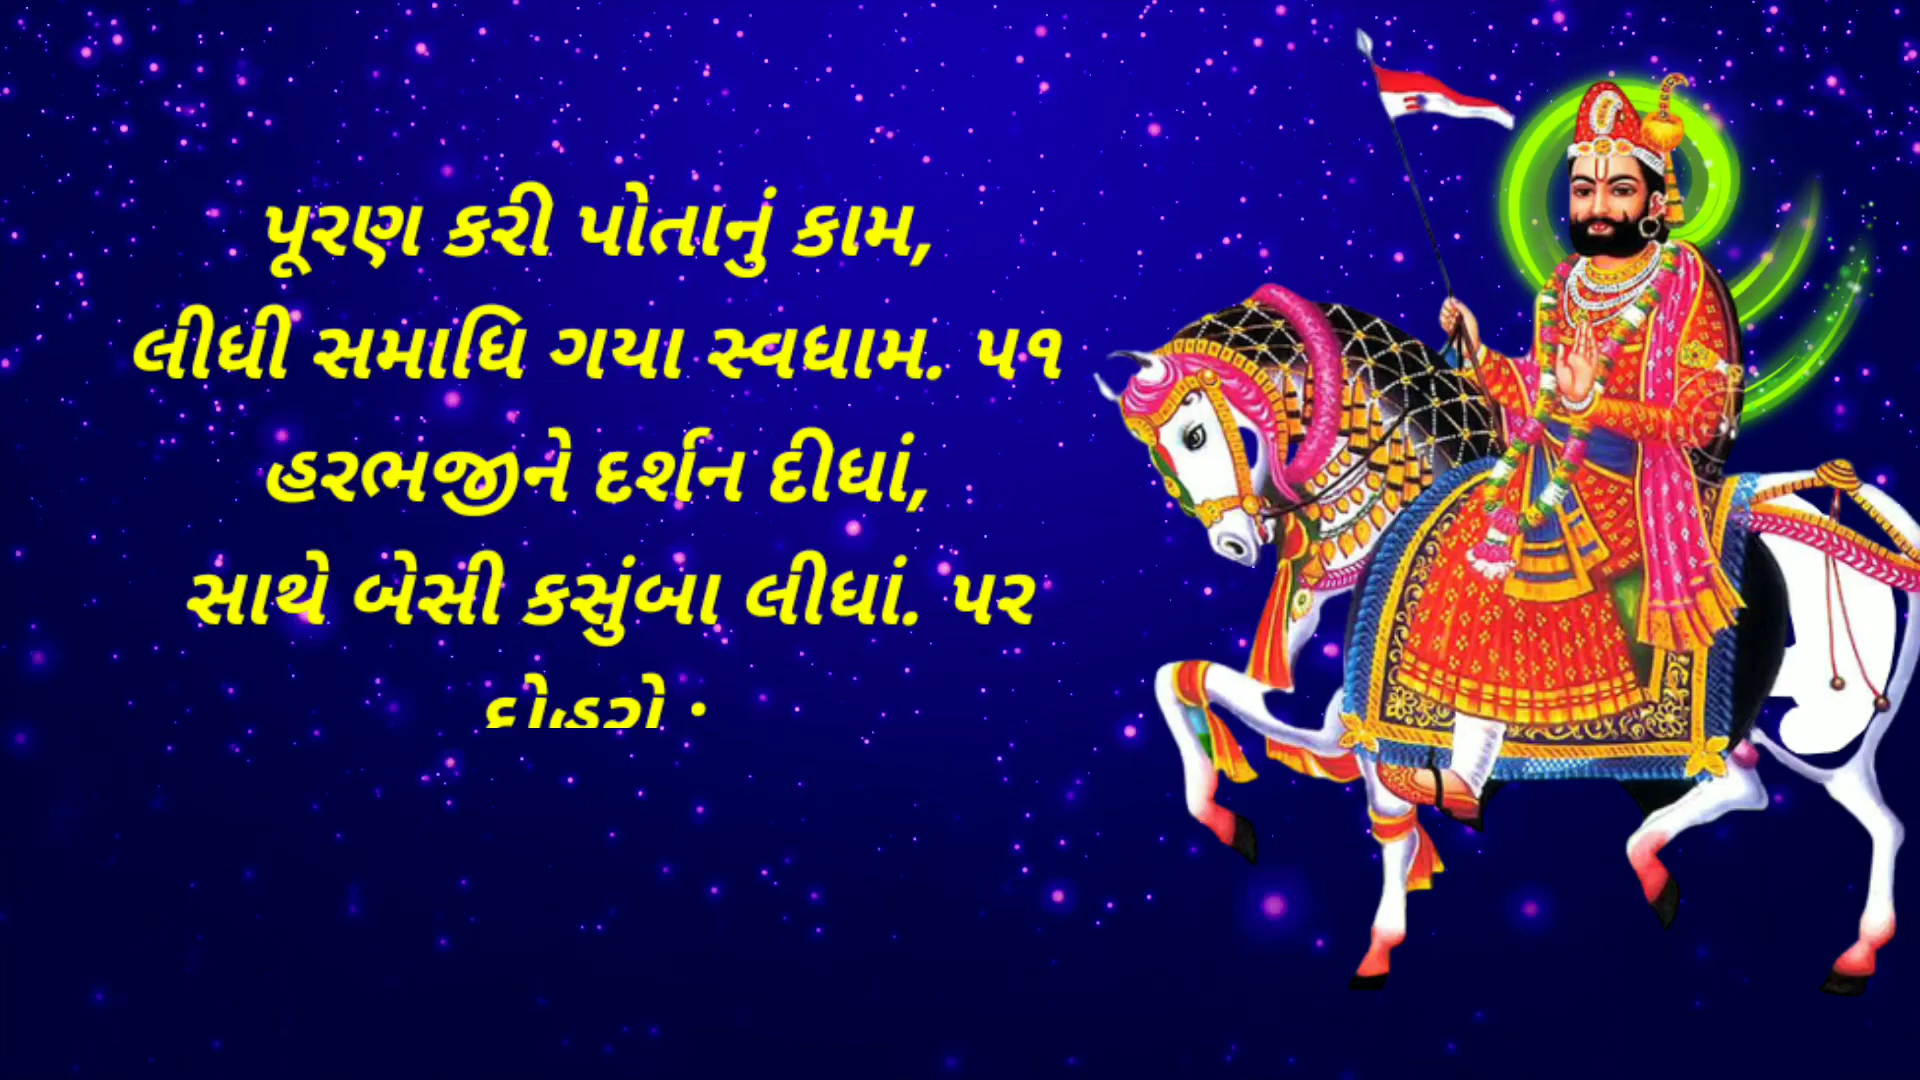 પૂરણ કરી પોતાનું કામ,
લીધી સમાધિ ગયા સ્વધામ. ૫૧
હરભજીને દર્શન દીધાં,
સાથે બેસી કસુંબા લીધાં. ૫૨